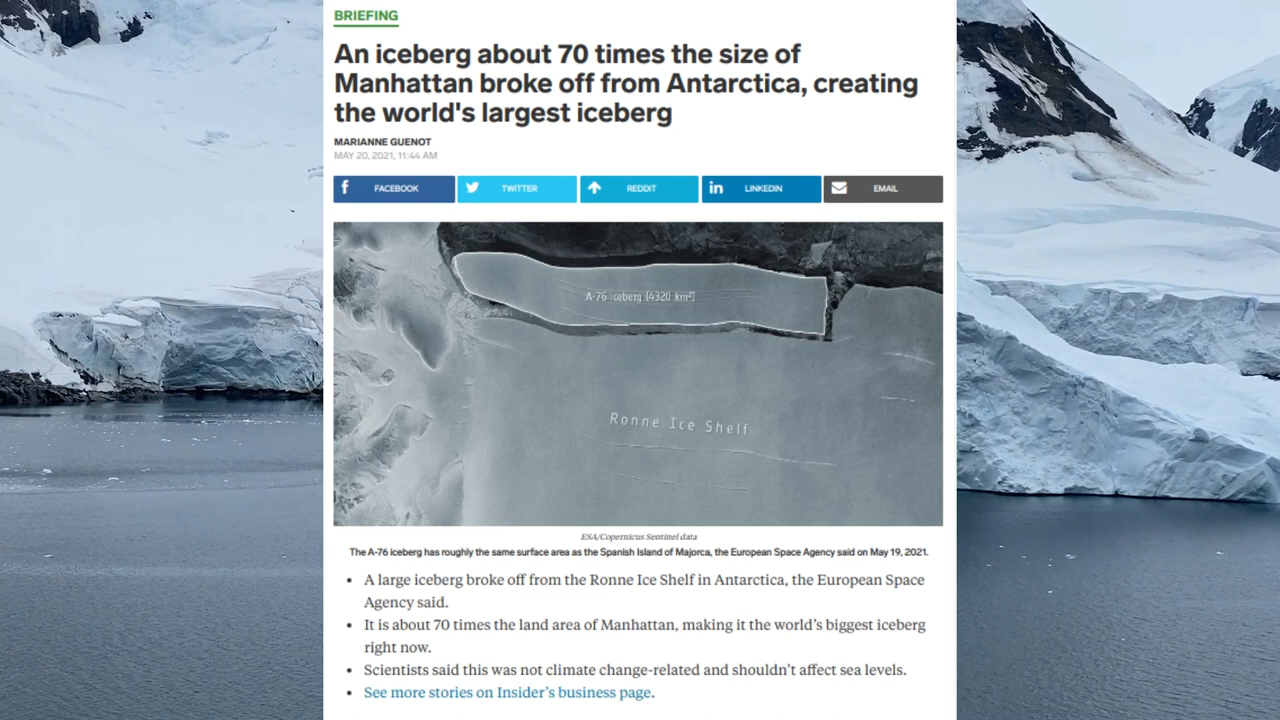 BRIEFING
An iceberg about 70 times the size of
Manhattan broke off from Antarctica, creating
the world's largest iceberg
MARIANNE GUENOT
MAY 20, 2021, 11:44 AM
FACEBOOK
TWITTER
REDDIT
LINKEDIN
EMAIL
A-76 iceberg (4320 km²)
Ronne Ice Shelf
ESA/Copernicus Sentinel data
The A-76 iceberg has roughly the same surface area as the Spanish Island of Majorca, the European Space Agency said on May 19, 2021.
• A large iceberg broke off from the Ronne Ice Shelf in Antarctica, the European Space
Agency said.
• It is about 70 times the land area of Manhattan, making it the world's biggest iceberg
right now.
• Scientists said this was not climate change-related and shouldn't affect sea levels.
• See more stories on Insider's business page.